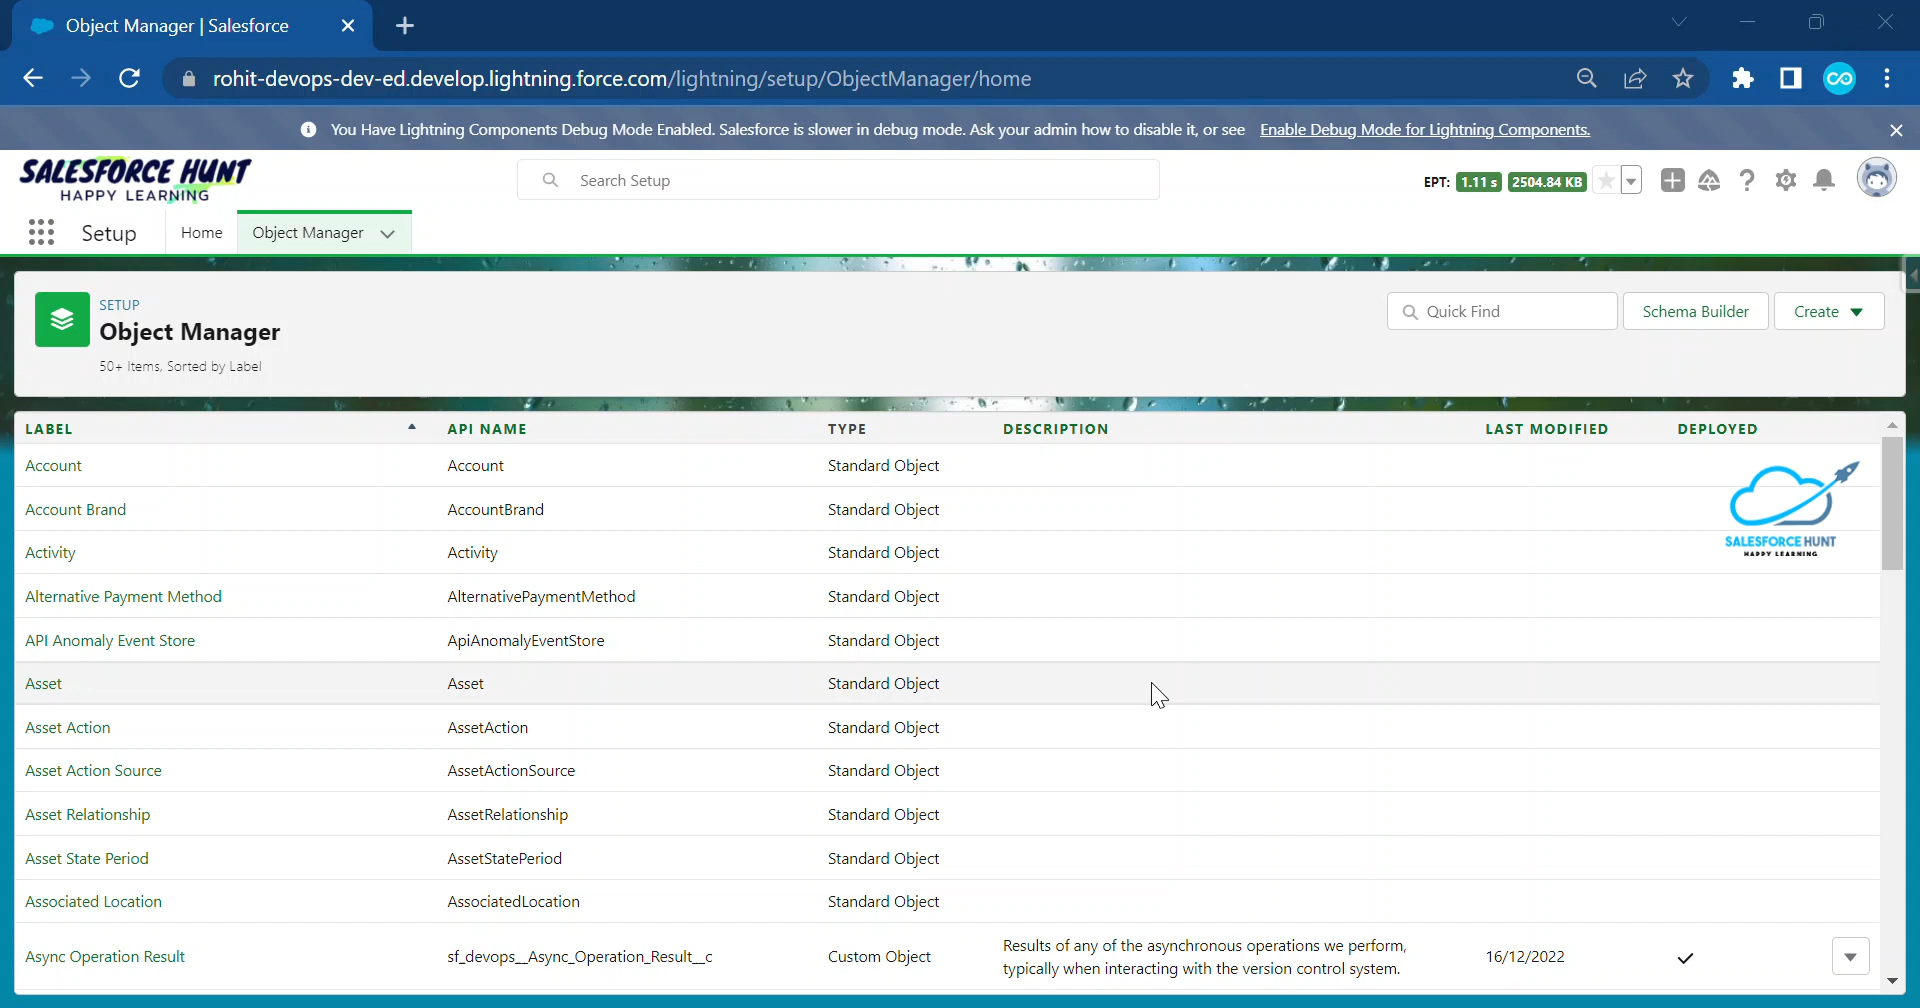 Object Manager | Salesforce
rohit-devops-dev-ed.develop.lightning.force.com/lightning/setup/ObjectManager/home
You Have Lightning Components Debug Mode Enabled. Salesforce is slower in debug mode. Ask your admin how to disable it, or see Enable Debug Mode for Lightning Components.
SALESFORCE HUNT
HAPPY LEARNING
Search Setup
EPT: 1.11 s 2504.84 KB
Setup Home Object Manager
SETUP
Object Manager
50+ Items, Sorted by Label
Quick Find Schema Builder Create
LABEL API NAME TYPE DESCRIPTION LAST MODIFIED DEPLOYED
Account Account Standard Object
Account Brand AccountBrand Standard Object
SALESFORCE HUNT
HAPPY LEARNING
Activity Activity Standard Object
Alternative Payment Method AlternativePaymentMethod Standard Object
API Anomaly Event Store ApiAnomalyEventStore Standard Object
Asset Asset Standard Object
Asset Action AssetAction Standard Object
Asset Action Source AssetActionSource Standard Object
Asset Relationship AssetRelationship Standard Object
Asset State Period AssetStatePeriod Standard Object
Associated Location AssociatedLocation Standard Object
Async Operation Result sf_devops__Async_Operation_Result__c Custom Object Results of any of the asynchronous operations we perform, 16/12/2022
typically when interacting with the version control system.